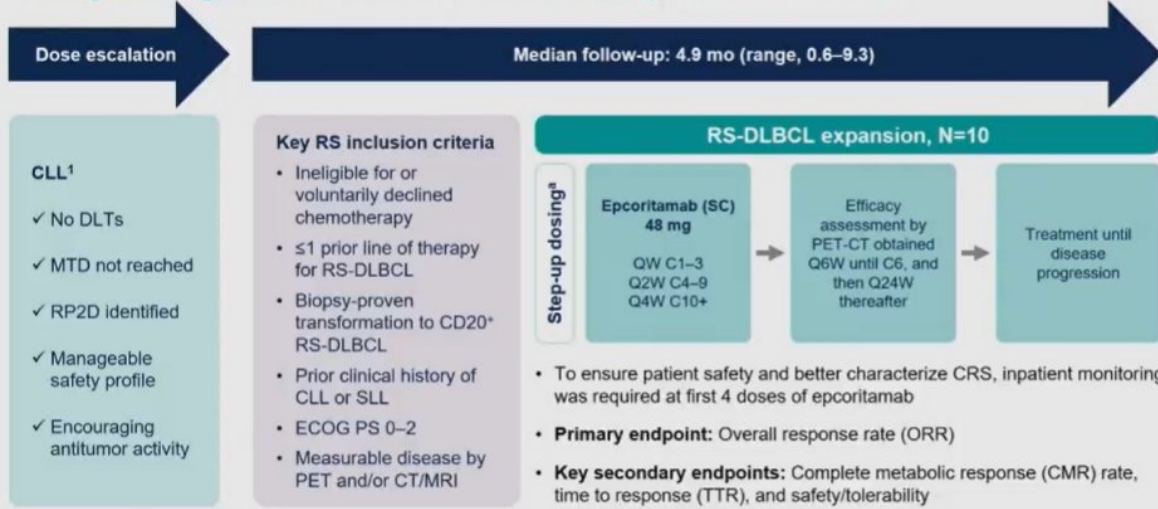 Dose escalation
Median follow-up: 4.9 mo (range, 0.6–9.3)
CLL¹
✓ No DLTs
✓ MTD not reached
✓ RP2D identified
✓ Manageable
safety profile
✓ Encouraging
antitumor activity
Key RS inclusion criteria
• Ineligible for or
voluntarily declined
chemotherapy
• ≤1 prior line of therapy
for RS-DLBCL
• Biopsy-proven
transformation to CD20⁺
RS-DLBCL
• Prior clinical history of
CLL or SLL
• ECOG PS 0–2
• Measurable disease by
PET and/or CT/MRI
RS-DLBCL expansion, N=10
Step-up dosingᵃ
Epcoritamab (SC)
48 mg
QW C1–3
Q2W C4–9
Q4W C10+
Efficacy
assessment by
PET-CT obtained
Q6W until C6, and
then Q24W
thereafter
Treatment until
disease
progression
• To ensure patient safety and better characterize CRS, inpatient monitoring
was required at first 4 doses of epcoritamab
• Primary endpoint: Overall response rate (ORR)
• Key secondary endpoints: Complete metabolic response (CMR) rate,
time to response (TTR), and safety/tolerability